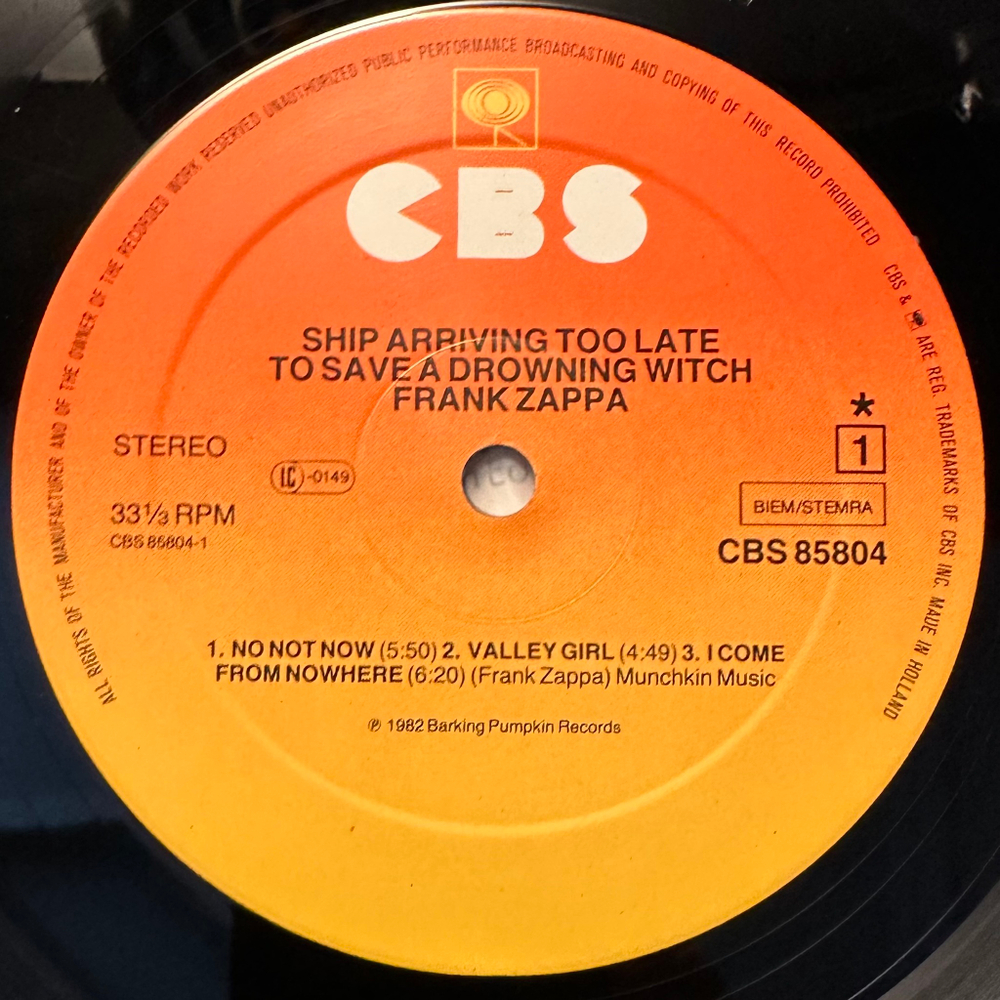 ALL RIGHTS OF THE MANUFACTURER AND OF THE OWNER OF THE RECORDED WORK RESERVED UNAUTHORIZED PUBLIC PERFORMANCE BROADCASTING AND COPYING OF THIS RECORD PROHIBITED
CBS & ARE REG. TRADEMARKS OF CBS INC. MADE IN HOLLAND
CBS
SHIP ARRIVING TOO LATE
TO SAVE A DROWNING WITCH
FRANK ZAPPA
STEREO
LC-0149
33⅓ RPM
CBS 85804-1
*
1
BIEM/STEMRA
CBS 85804
1. NO NOT NOW (5:50) 2. VALLEY GIRL (4:49) 3. I COME
FROM NOWHERE (6:20) (Frank Zappa) Munchkin Music
℗ 1982 Barking Pumpkin Records